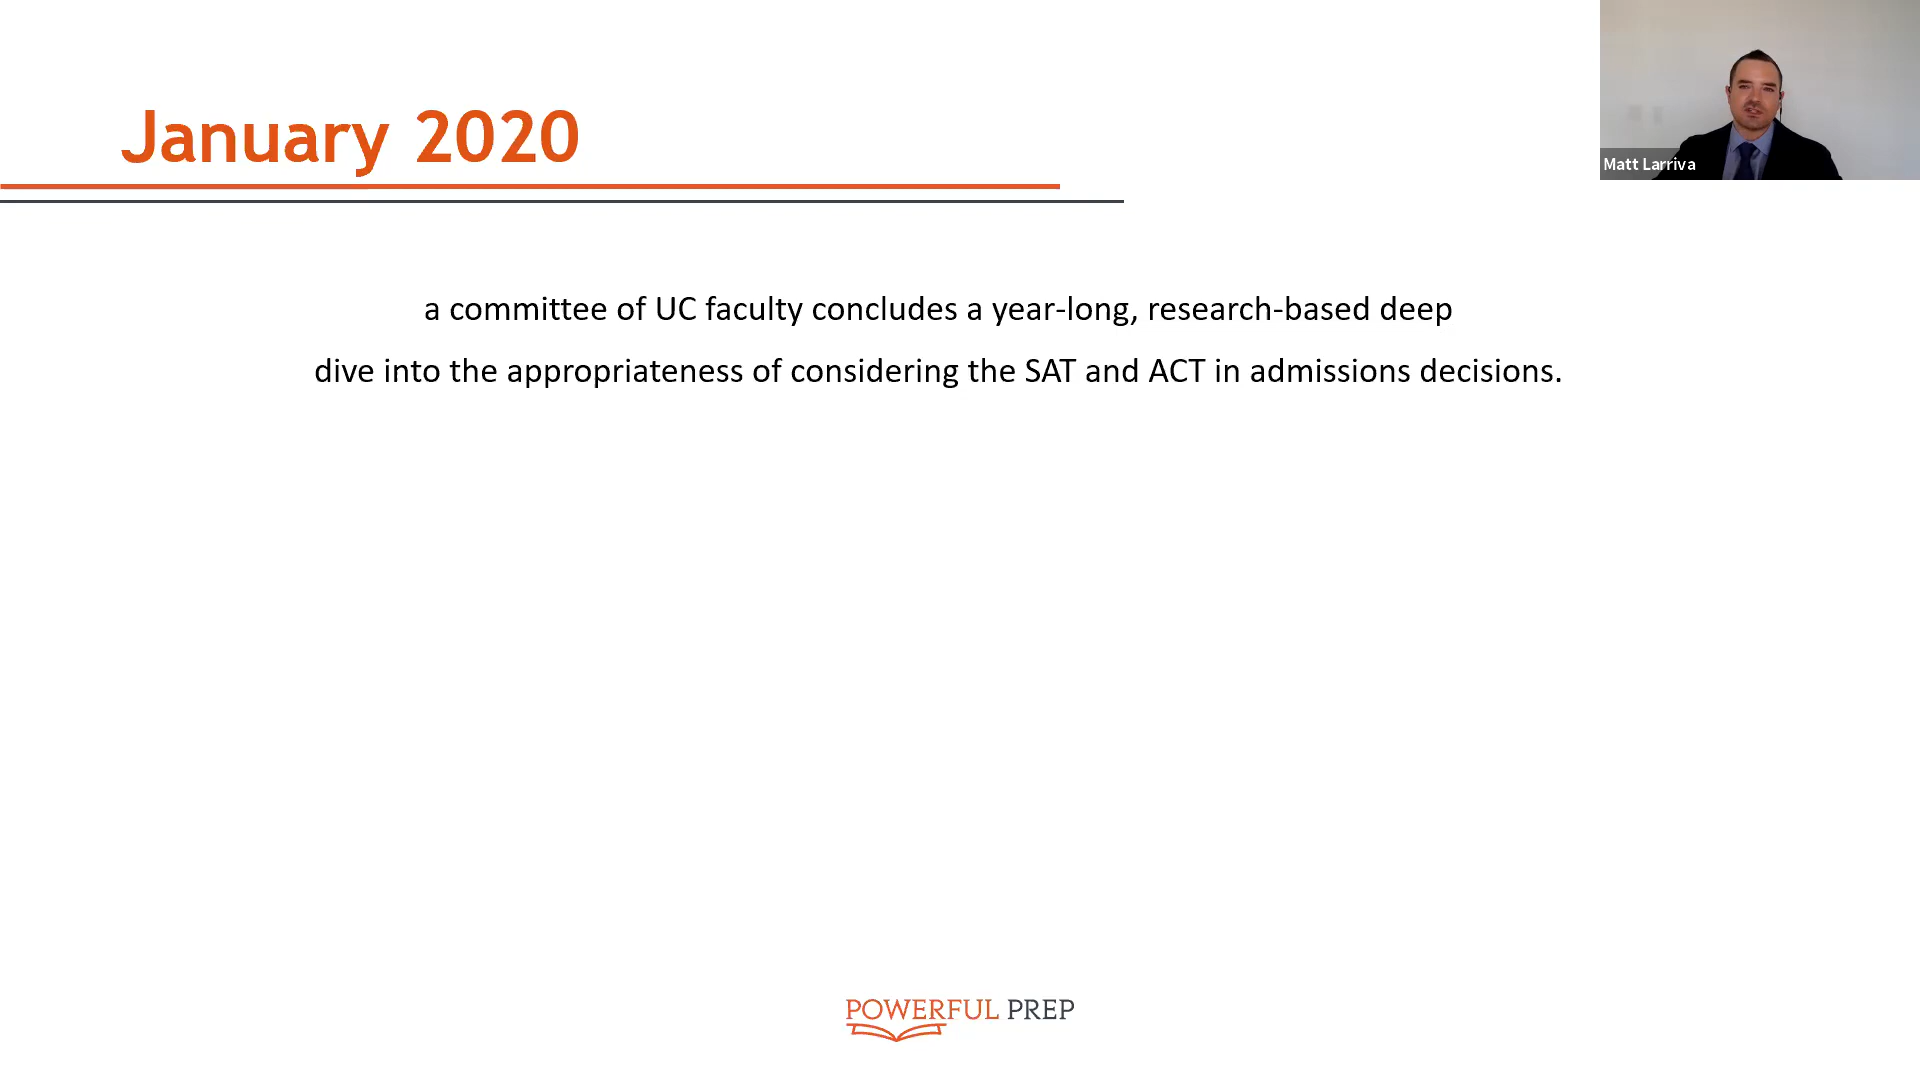 January 2020
Matt Larriva
a committee of UC faculty concludes a year-long, research-based deep
dive into the appropriateness of considering the SAT and ACT in admissions decisions.
POWERFUL PREP